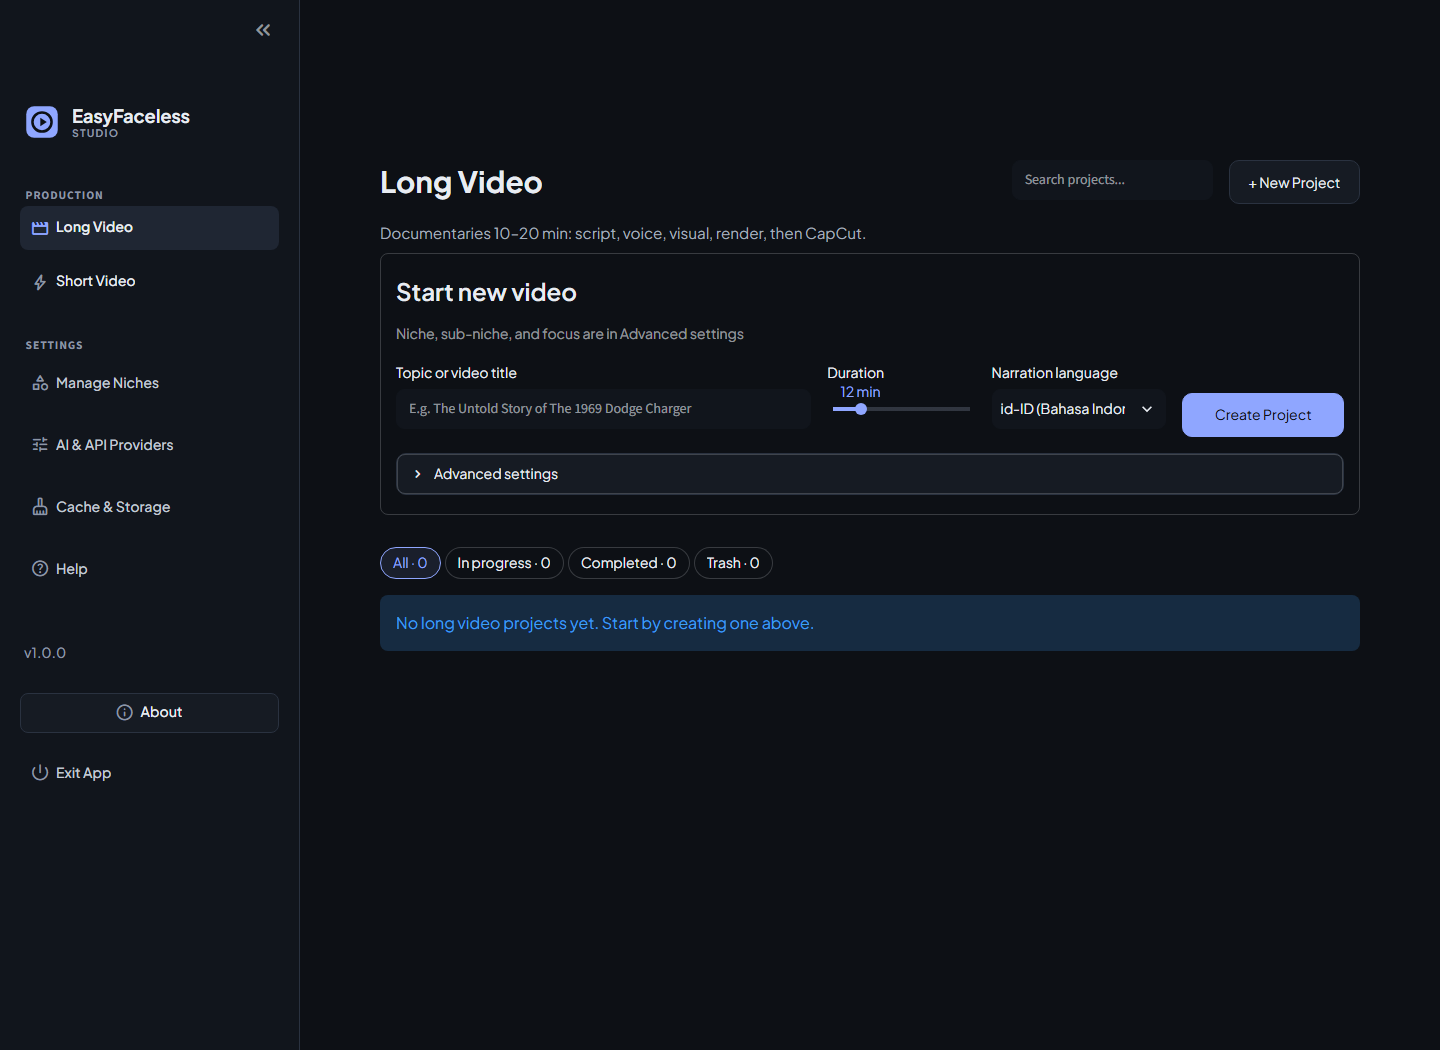 EasyFaceless
STUDIO
PRODUCTION
Long Video
Short Video
SETTINGS
Manage Niches
AI & API Providers
Cache & Storage
Help
v1.0.0
About
Exit App
Long Video
Search projects...
+ New Project
Documentaries 10–20 min: script, voice, visual, render, then CapCut.
Start new video
Niche, sub-niche, and focus are in Advanced settings
Topic or video title
Duration
Narration language
12 min
E.g. The Untold Story of The 1969 Dodge Charger
id-ID (Bahasa Indor
Create Project
Advanced settings
All · 0
In progress · 0
Completed · 0
Trash · 0
No long video projects yet. Start by creating one above.